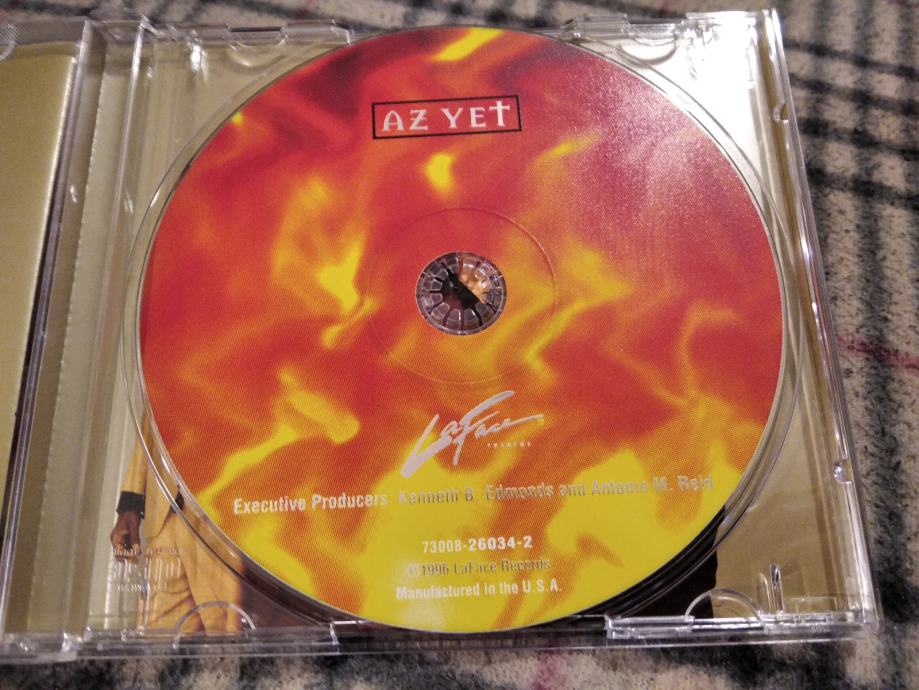 AZ YET
LaFace
records
Executive Producers: Kenneth B. Edmonds and Antonio M. Reid
73008-26034-2
℗1996 LaFace Records
Manufactured in the U.S.A.